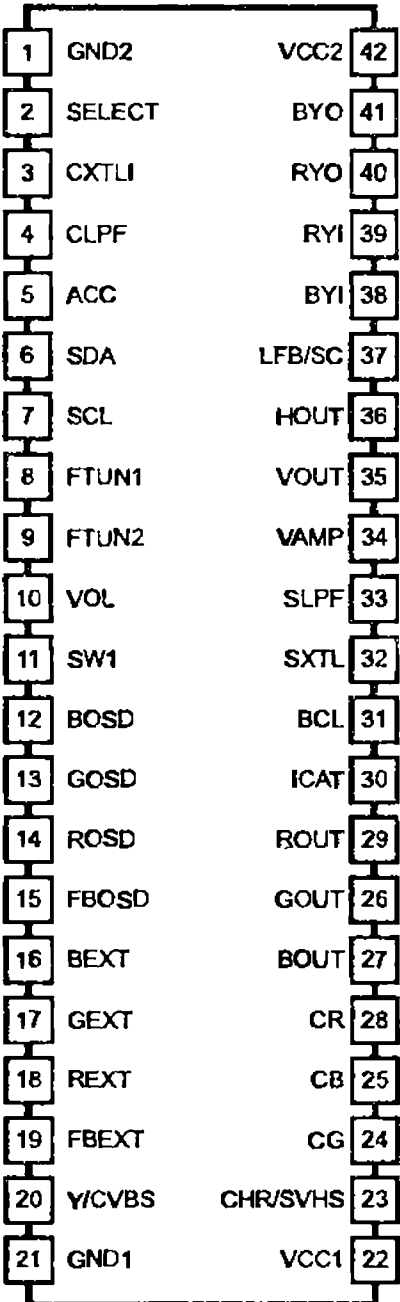 1 GND2 VCC2 42
2 SELECT BYO 41
3 CXTLI RYO 40
4 CLPF RYI 39
5 ACC BYI 38
6 SDA LFB/SC 37
7 SCL HOUT 36
8 FTUN1 VOUT 35
9 FTUN2 VAMP 34
10 VOL SLPF 33
11 SW1 SXTL 32
12 BOSD BCL 31
13 GOSD ICAT 30
14 ROSD ROUT 29
15 FBOSD GOUT 26
16 BEXT BOUT 27
17 GEXT CR 28
18 REXT CB 25
19 FBEXT CG 24
20 Y/CVBS CHR/SVHS 23
21 GND1 VCC1 22